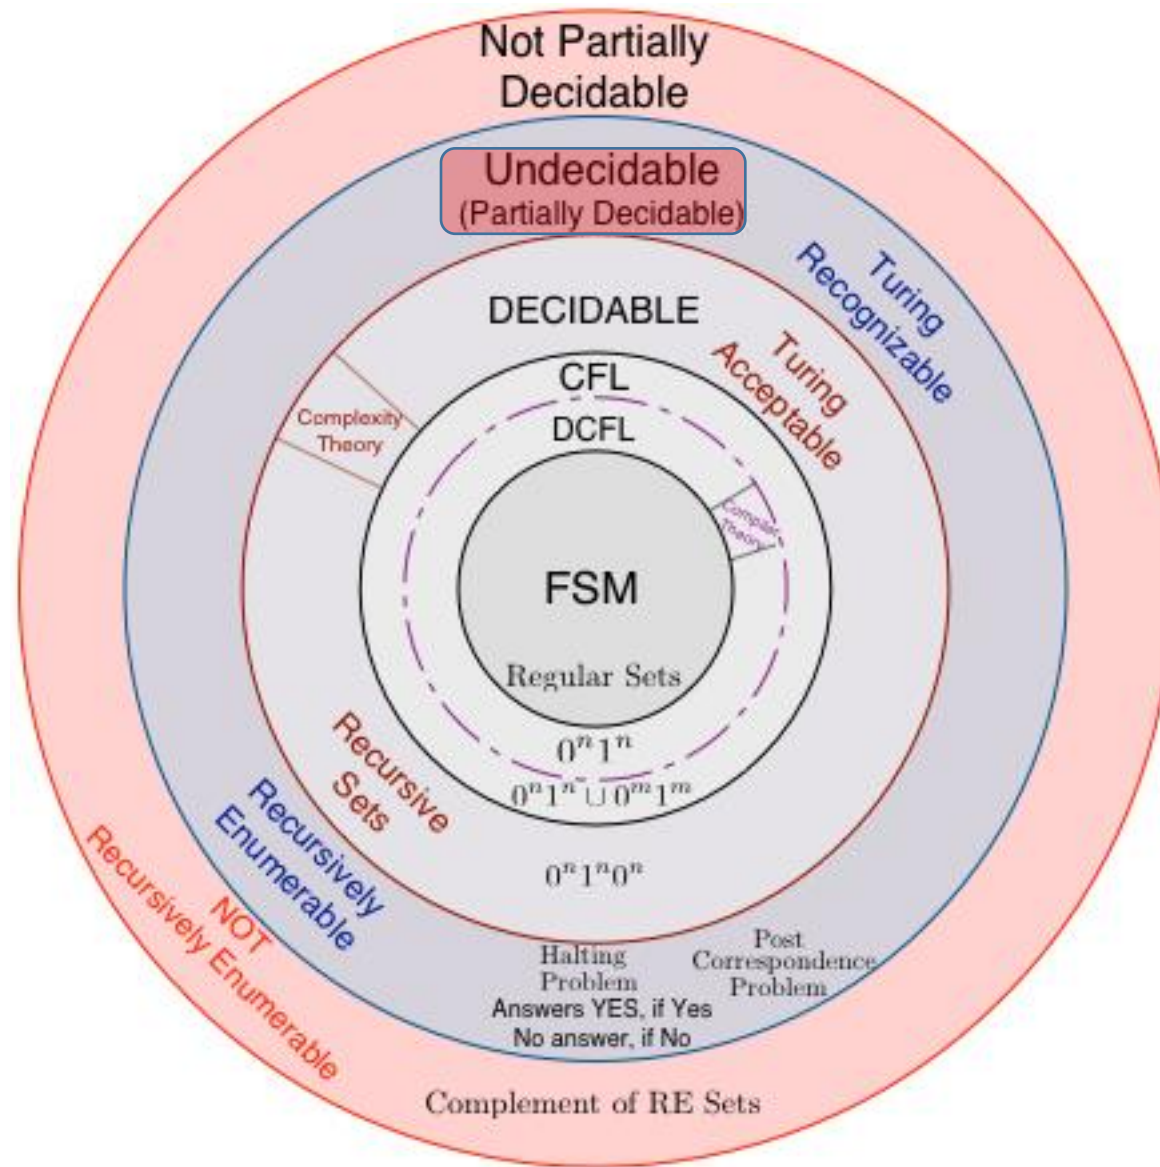 Not Partially
Decidable
Undecidable
(Partially Decidable)
Turing
Recognizable
DECIDABLE
Turing
Acceptable
CFL
Complexity
Theory
DCFL
Compiler
Theory
FSM
Regular Sets
0ⁿ1ⁿ
0ⁿ1ⁿ ∪ 0ᵐ1ᵐ
Recursive
Sets
Recursively
Enumerable
NOT
Recursively Enumerable
0ⁿ1ⁿ0ⁿ
Halting
Problem
Answers YES, if Yes
No answer, if No
Post
Correspondence
Problem
Complement of RE Sets